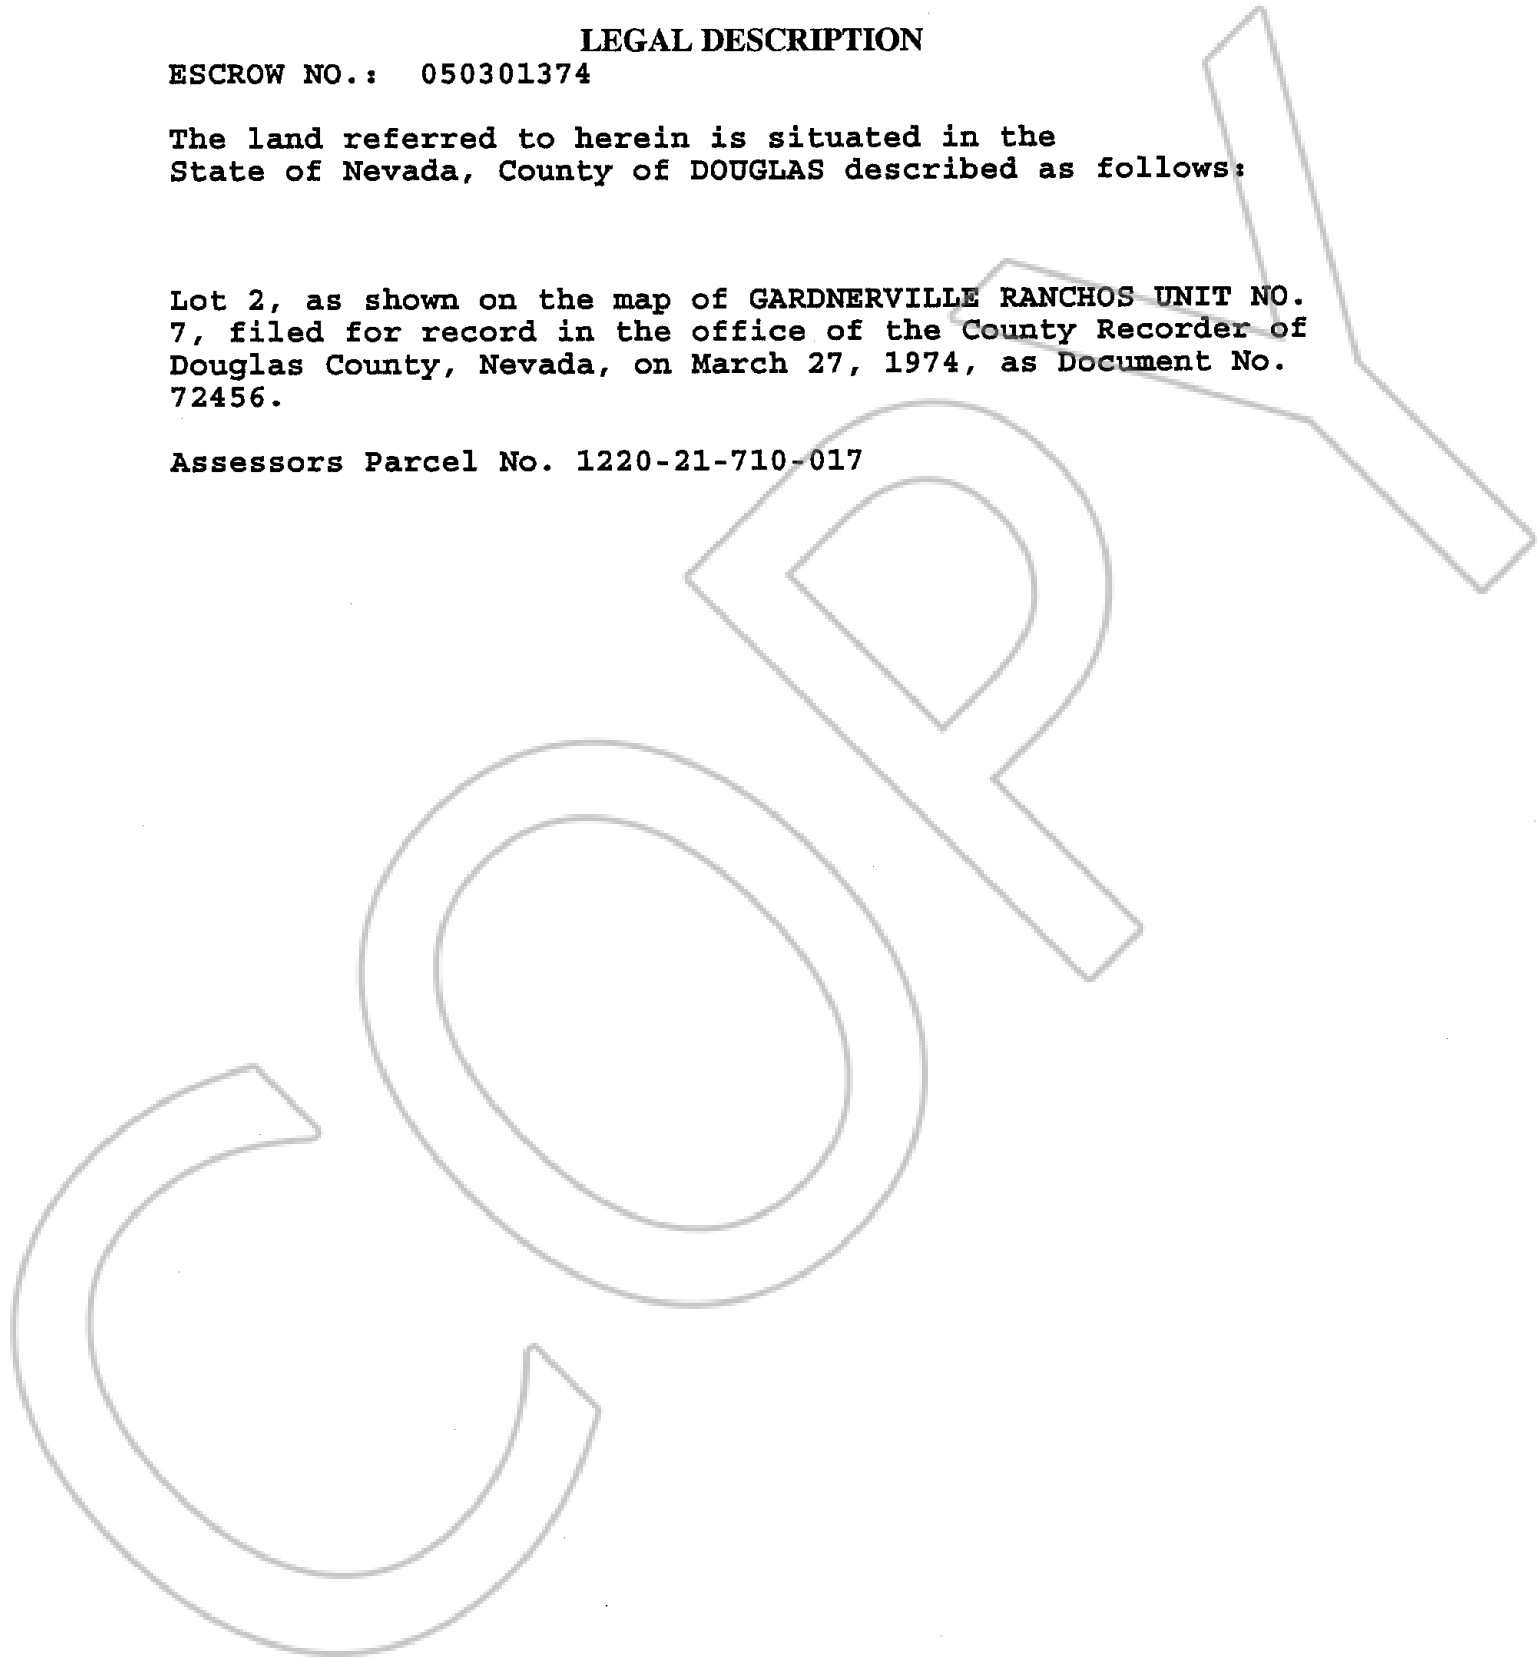 LEGAL DESCRIPTION
ESCROW NO.: 050301374
The land referred to herein is situated in the
State of Nevada, County of DOUGLAS described as follows:
Lot 2, as shown on the map of GARDNERVILLE RANCHOS UNIT NO.
7, filed for record in the office of the County Recorder of
Douglas County, Nevada, on March 27, 1974, as Document No.
72456.
Assessors Parcel No. 1220-21-710-017
COPY